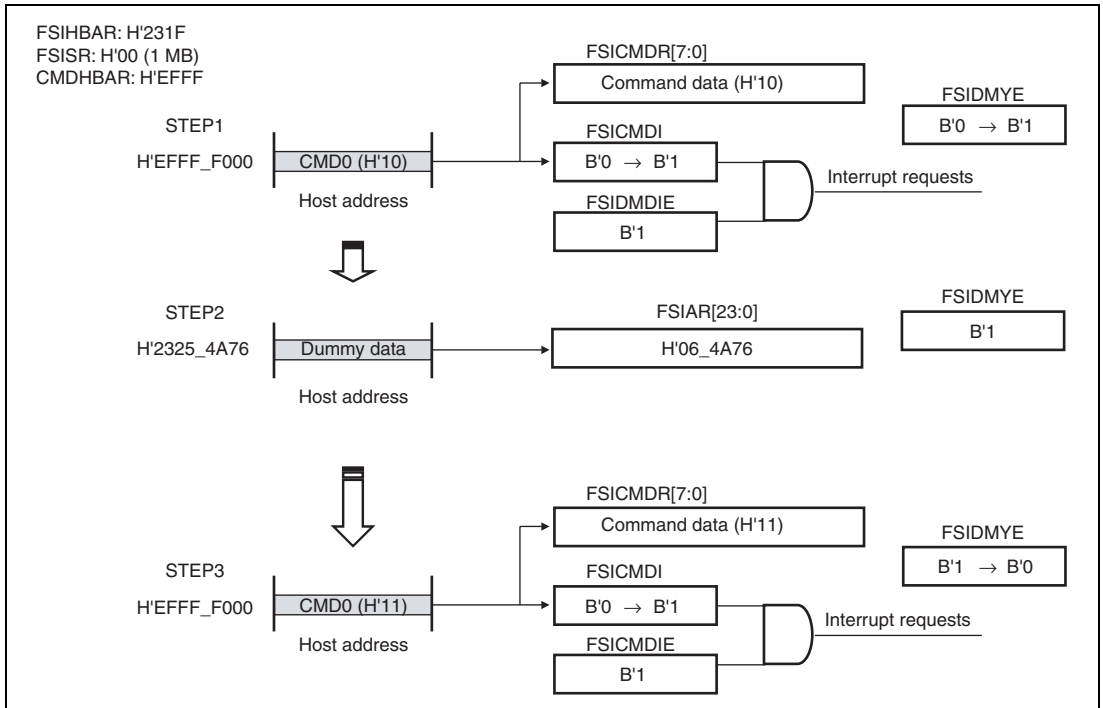 FSIHBAR: H'231F
FSISR: H'00 (1 MB)
CMDHBAR: H'EFFF
FSICMDR[7:0]
Command data (H'10)
FSIDMYE
B'0 → B'1
STEP1
FSICMDI
H'EFFF_F000
CMD0 (H'10)
B'0 → B'1
Interrupt requests
Host address
FSIDMDIE
B'1
STEP2
FSIAR[23:0]
FSIDMYE
B'1
H'2325_4A76
Dummy data
H'06_4A76
Host address
FSICMDR[7:0]
Command data (H'11)
FSIDMYE
B'1 → B'0
STEP3
FSICMDI
H'EFFF_F000
CMD0 (H'11)
B'0 → B'1
Interrupt requests
Host address
FSICMDIE
B'1